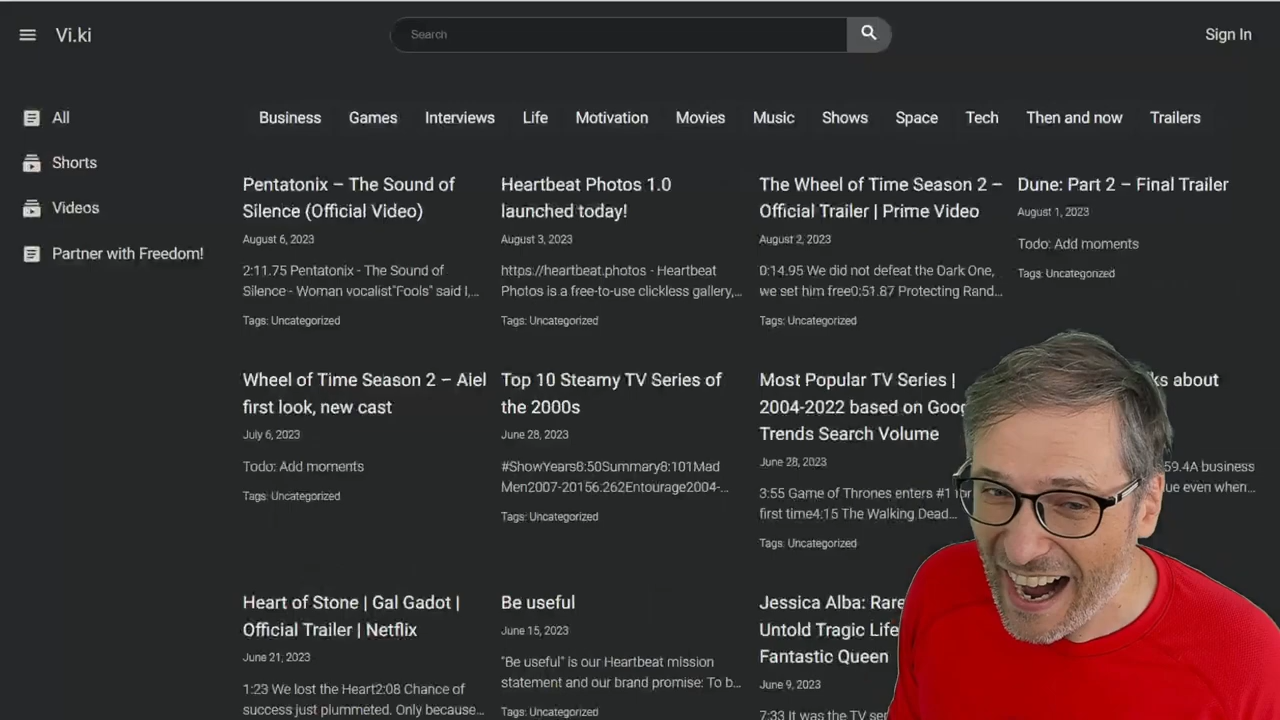 Vi.ki
Search
Sign In
All
Shorts
Videos
Partner with Freedom!
Business Games Interviews Life Motivation Movies Music Shows Space Tech Then and now Trailers
Pentatonix – The Sound of
Silence (Official Video)
August 6, 2023
2:11.75 Pentatonix - The Sound of
Silence - Woman vocalist"Fools" said I,...
Tags: Uncategorized
Heartbeat Photos 1.0
launched today!
August 3, 2023
https://heartbeat.photos - Heartbeat
Photos is a free-to-use clickless gallery,...
Tags: Uncategorized
The Wheel of Time Season 2 –
Official Trailer | Prime Video
August 2, 2023
0:14.95 We did not defeat the Dark One,
we set him free0:51.87 Protecting Rand...
Tags: Uncategorized
Dune: Part 2 – Final Trailer
August 1, 2023
Todo: Add moments
Tags: Uncategorized
Wheel of Time Season 2 – Aiel
first look, new cast
July 6, 2023
Todo: Add moments
Tags: Uncategorized
Top 10 Steamy TV Series of
the 2000s
June 28, 2023
#ShowYears6:50Summary8:101Mad
Men2007-20156:262Entourage2004-...
Tags: Uncategorized
Most Popular TV Series |
2004-2022 based on Goog
Trends Search Volume
June 28, 2023
3:55 Game of Thrones enters #1 for
first time4:15 The Walking Dead...
Tags: Uncategorized
ks about
59.4A business
ue even when...
Heart of Stone | Gal Gadot |
Official Trailer | Netflix
June 21, 2023
1:23 We lost the Heart2:08 Chance of
success just plummeted. Only because...
Be useful
June 15, 2023
"Be useful" is our Heartbeat mission
statement and our brand promise: To b...
Tags: Uncategorized
Jessica Alba: Rare
Untold Tragic Life
Fantastic Queen
June 9, 2023
7:33 It was the TV ser